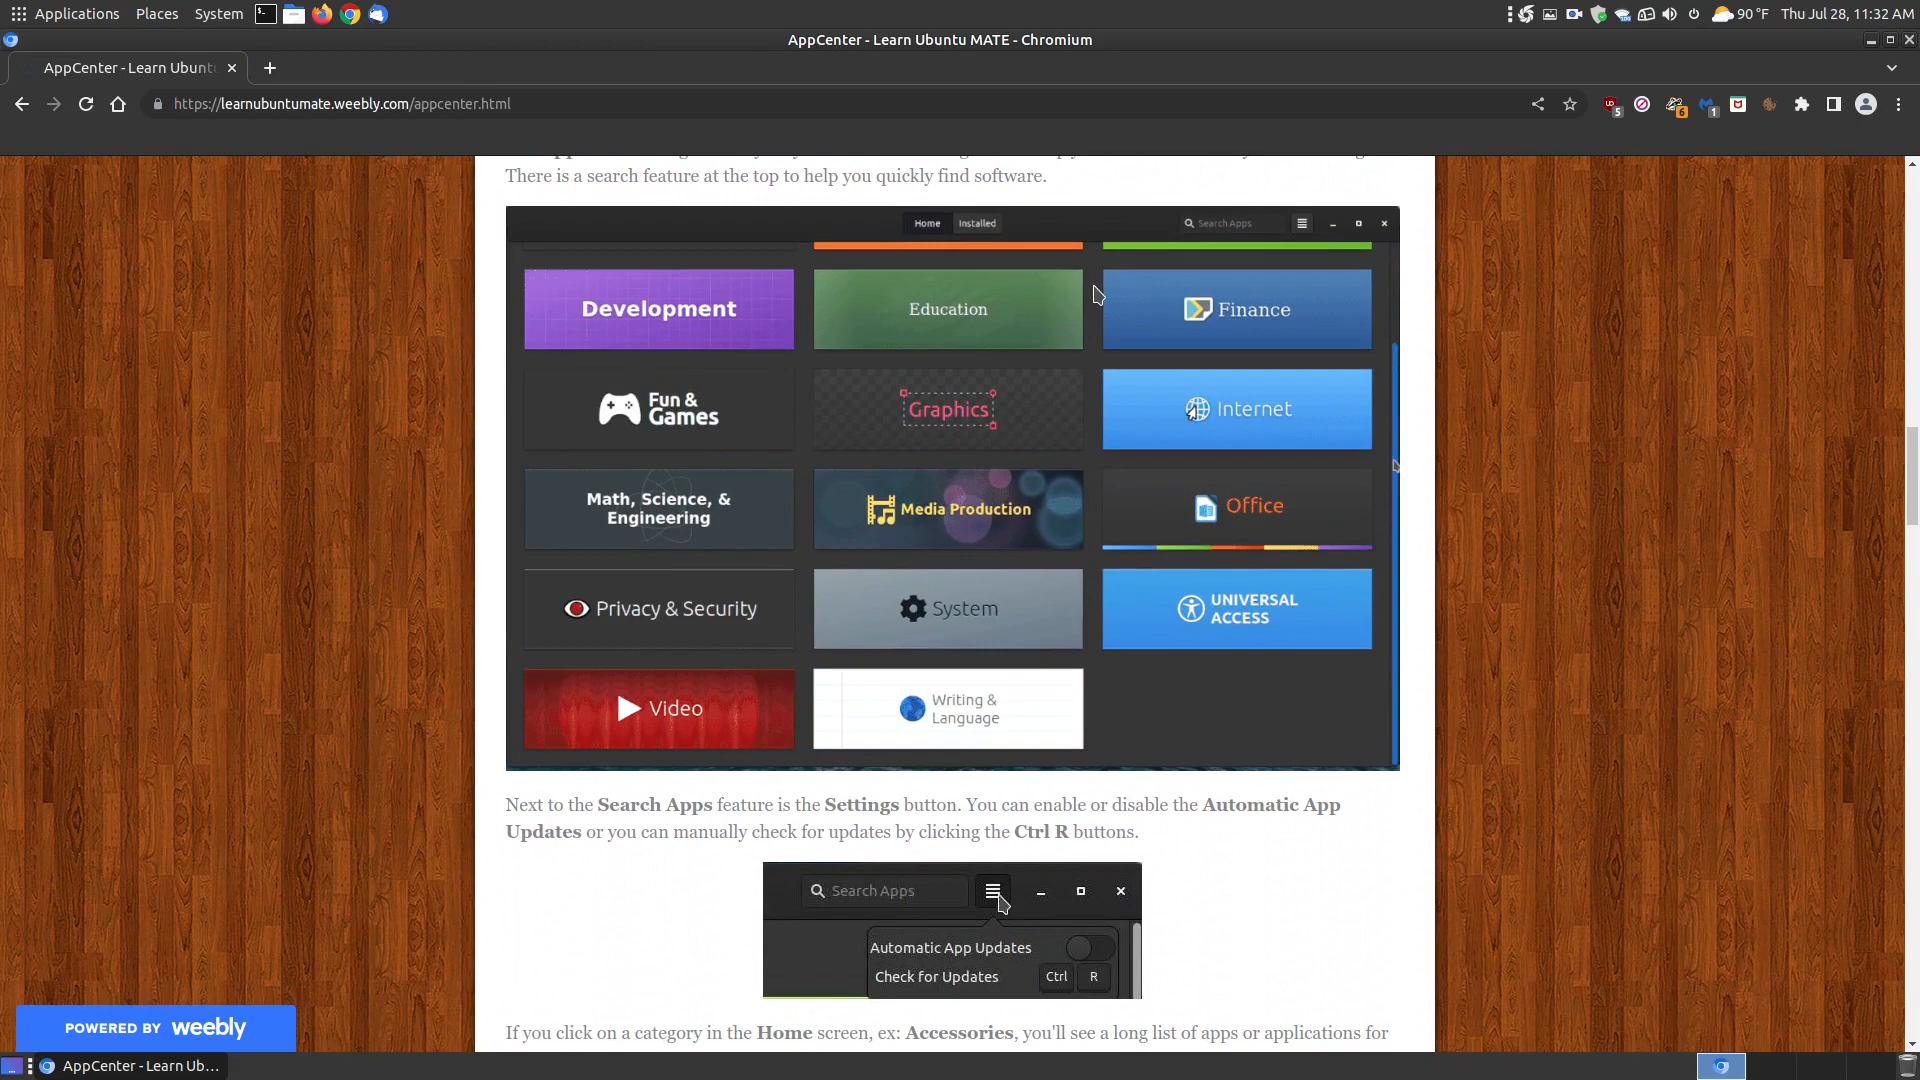 Applications Places System
90 °F Thu Jul 28, 11:32 AM
AppCenter - Learn Ubuntu MATE - Chromium
AppCenter - Learn Ubunt
https://learnubuntumate.weebly.com/appcenter.html
5 6 1
There is a search feature at the top to help you quickly find software.
Home Installed Search Apps
Development Education Finance
Fun &
Games
Graphics
Internet
Math, Science, &
Engineering
Media Production
Office
Privacy & Security
System
UNIVERSAL
ACCESS
Video
Writing &
Language
Next to the Search Apps feature is the Settings button. You can enable or disable the Automatic App
Updates or you can manually check for updates by clicking the Ctrl R buttons.
Search Apps
Automatic App Updates
Check for Updates Ctrl R
If you click on a category in the Home screen, ex: Accessories, you'll see a long list of apps or applications for
POWERED BY weebly
AppCenter - Learn Ub...